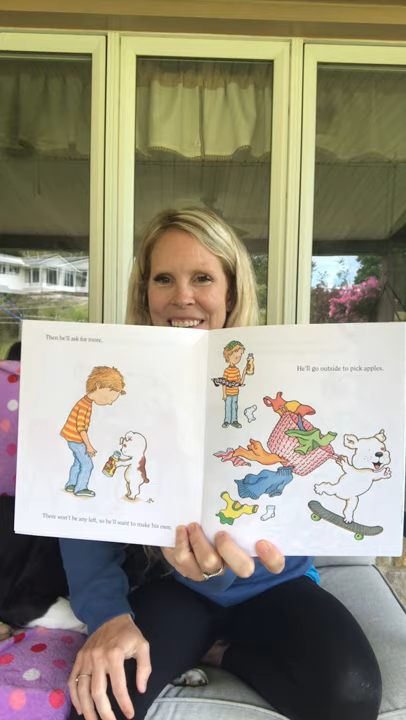 Then he'll ask for more.
There won't be any left, so he'll want to make his own.
He'll go outside to pick apples.